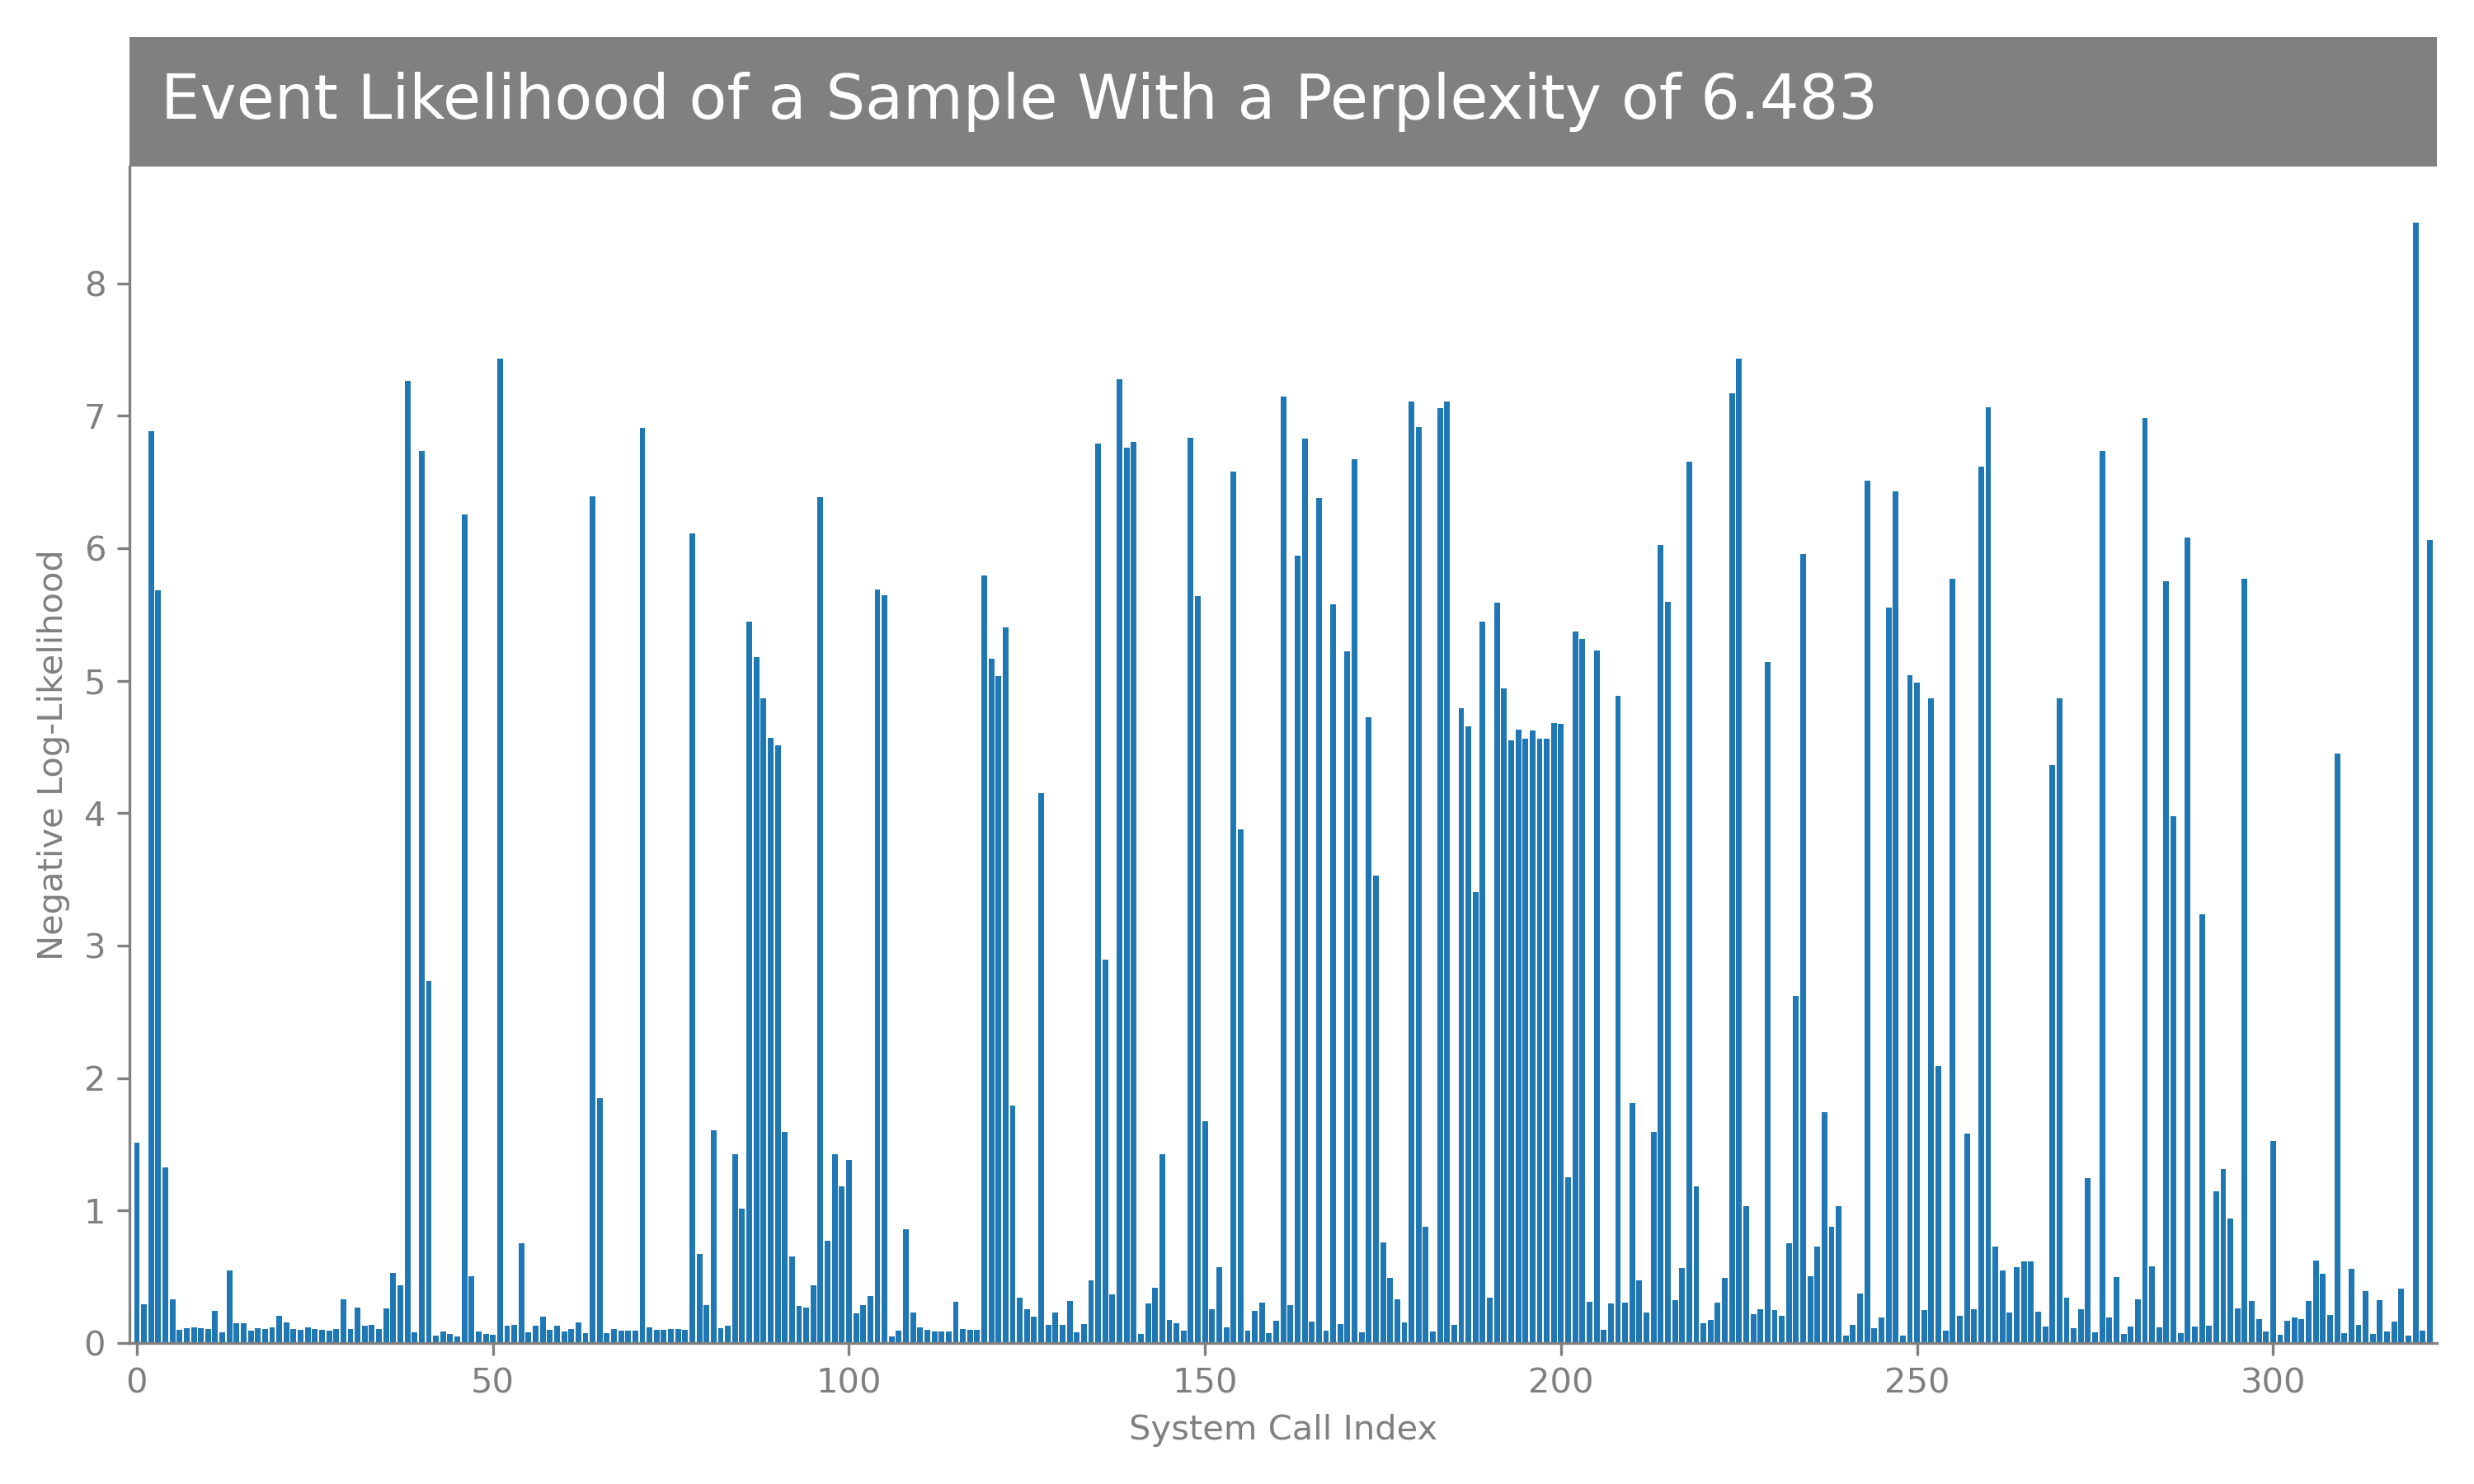 Event Likelihood of a Sample With a Perplexity of 6.483
Negative Log-Likelihood
8
7
6
5
4
3
2
1
0
0 50 100 150 200 250 300
System Call Index